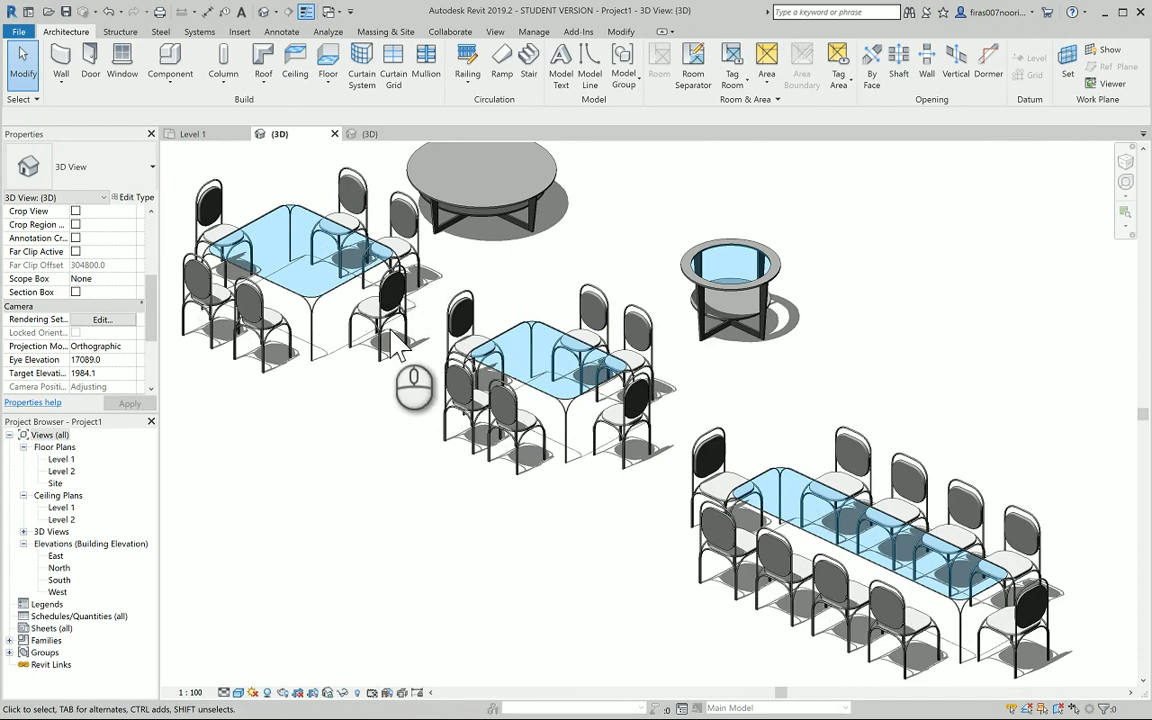 Autodesk Revit 2019.2 - STUDENT VERSION - Project1 - 3D View: {3D}
Type a keyword or phrase
firas007noori...
File Architecture Structure Steel Systems Insert Annotate Analyze Massing & Site Collaborate View Manage Add-Ins Modify
Modify Wall Door Window Component Column Roof Ceiling Floor Curtain System Curtain Grid Mullion Railing Ramp Stair Model Text Model Line Model Group Room Room Separator Tag Room Area Area Boundary Tag Area By Face Shaft Wall Vertical Dormer Level Grid Set Show Ref Plane Viewer
Select Build Circulation Model Room & Area Opening Datum Work Plane
Properties
Level 1
{3D}
{3D}
3D View
3D View: {3D}
Edit Type
Crop View
Crop Region ...
Annotation Cr...
Far Clip Active
Far Clip Offset 304800.0
Scope Box None
Section Box
Camera
Rendering Set... Edit...
Locked Orient...
Projection Mo... Orthographic
Eye Elevation 17089.0
Target Elevati... 1984.1
Camera Positi... Adjusting
Properties help
Apply
Project Browser - Project1
Views (all)
Floor Plans
Level 1
Level 2
Site
Ceiling Plans
Level 1
Level 2
3D Views
Elevations (Building Elevation)
East
North
South
West
Legends
Schedules/Quantities (all)
Sheets (all)
Families
Groups
Revit Links
1 : 100
Click to select, TAB for alternates, CTRL adds, SHIFT unselects.
:0
Main Model
:0